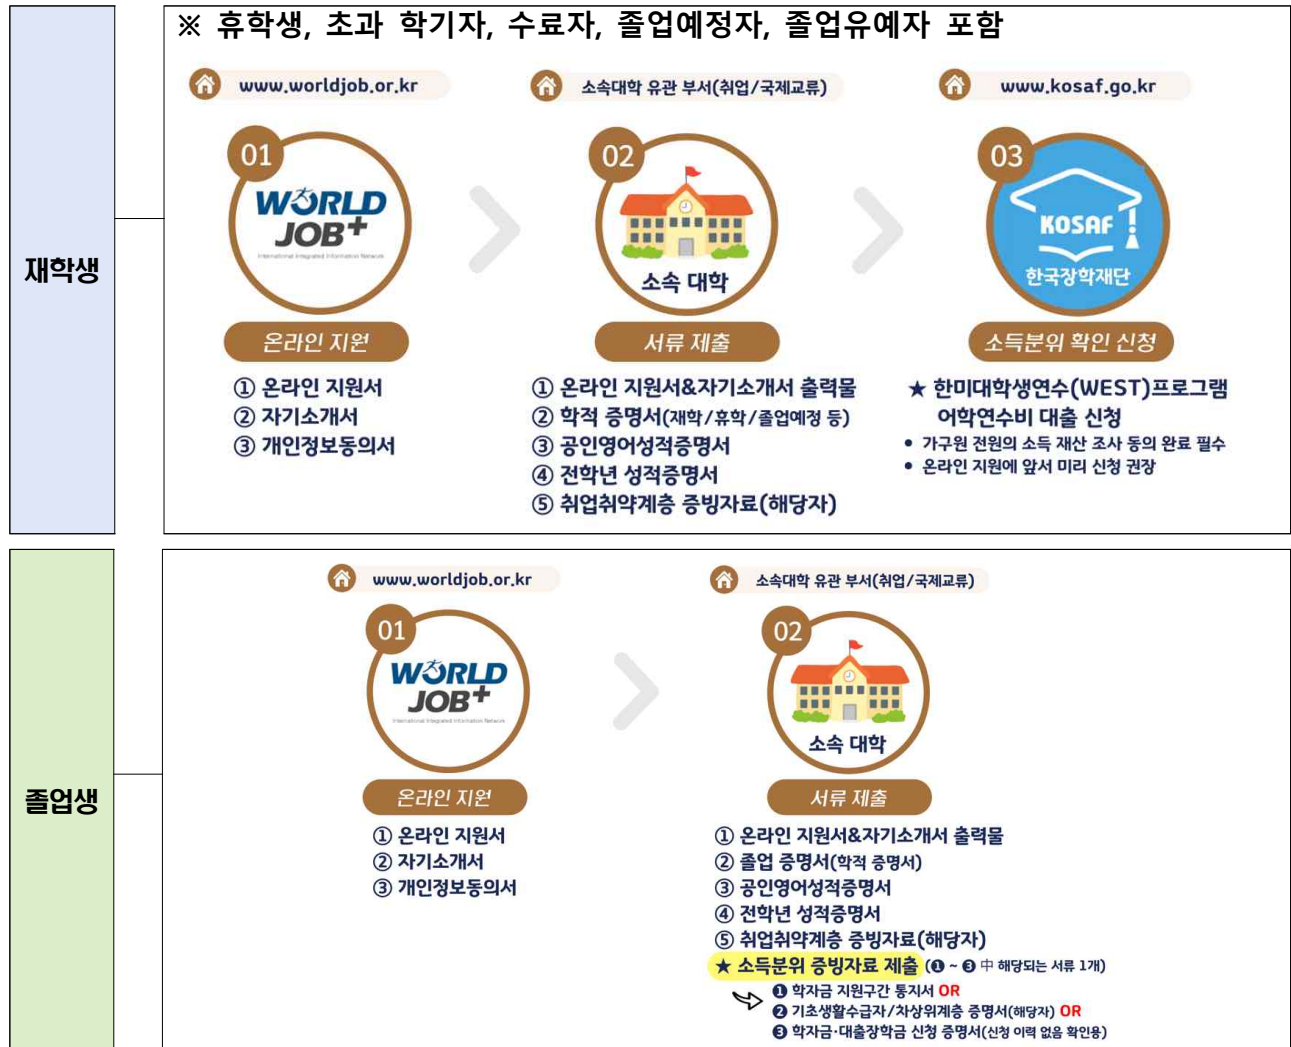 재학생
※ 휴학생, 초과 학기자, 수료자, 졸업예정자, 졸업유예자 포함
www.worldjob.or.kr
01
WORLD
JOB+
International Integrated Information Network
온라인 지원
① 온라인 지원서
② 자기소개서
③ 개인정보동의서
소속대학 유관 부서(취업/국제교류)
02
소속 대학
서류 제출
① 온라인 지원서&자기소개서 출력물
② 학적 증명서(재학/휴학/졸업예정 등)
③ 공인영어성적증명서
④ 전학년 성적증명서
⑤ 취업취약계층 증빙자료(해당자)
www.kosaf.go.kr
03
KOSAF
한국장학재단
소득분위 확인 신청
★ 한미대학생연수(WEST)프로그램
어학연수비 대출 신청
• 가구원 전원의 소득 재산 조사 동의 완료 필수
• 온라인 지원에 앞서 미리 신청 권장
졸업생
www.worldjob.or.kr
01
WORLD
JOB+
International Integrated Information Network
온라인 지원
① 온라인 지원서
② 자기소개서
③ 개인정보동의서
소속대학 유관 부서(취업/국제교류)
02
소속 대학
서류 제출
① 온라인 지원서&자기소개서 출력물
② 졸업 증명서(학적 증명서)
③ 공인영어성적증명서
④ 전학년 성적증명서
⑤ 취업취약계층 증빙자료(해당자)
★ 소득분위 증빙자료 제출 (❶ ~ ❸ 中 해당되는 서류 1개)
❶ 학자금 지원구간 통지서 OR
❷ 기초생활수급자/차상위계층 증명서(해당자) OR
❸ 학자금·대출장학금 신청 증명서(신청 이력 없음 확인용)